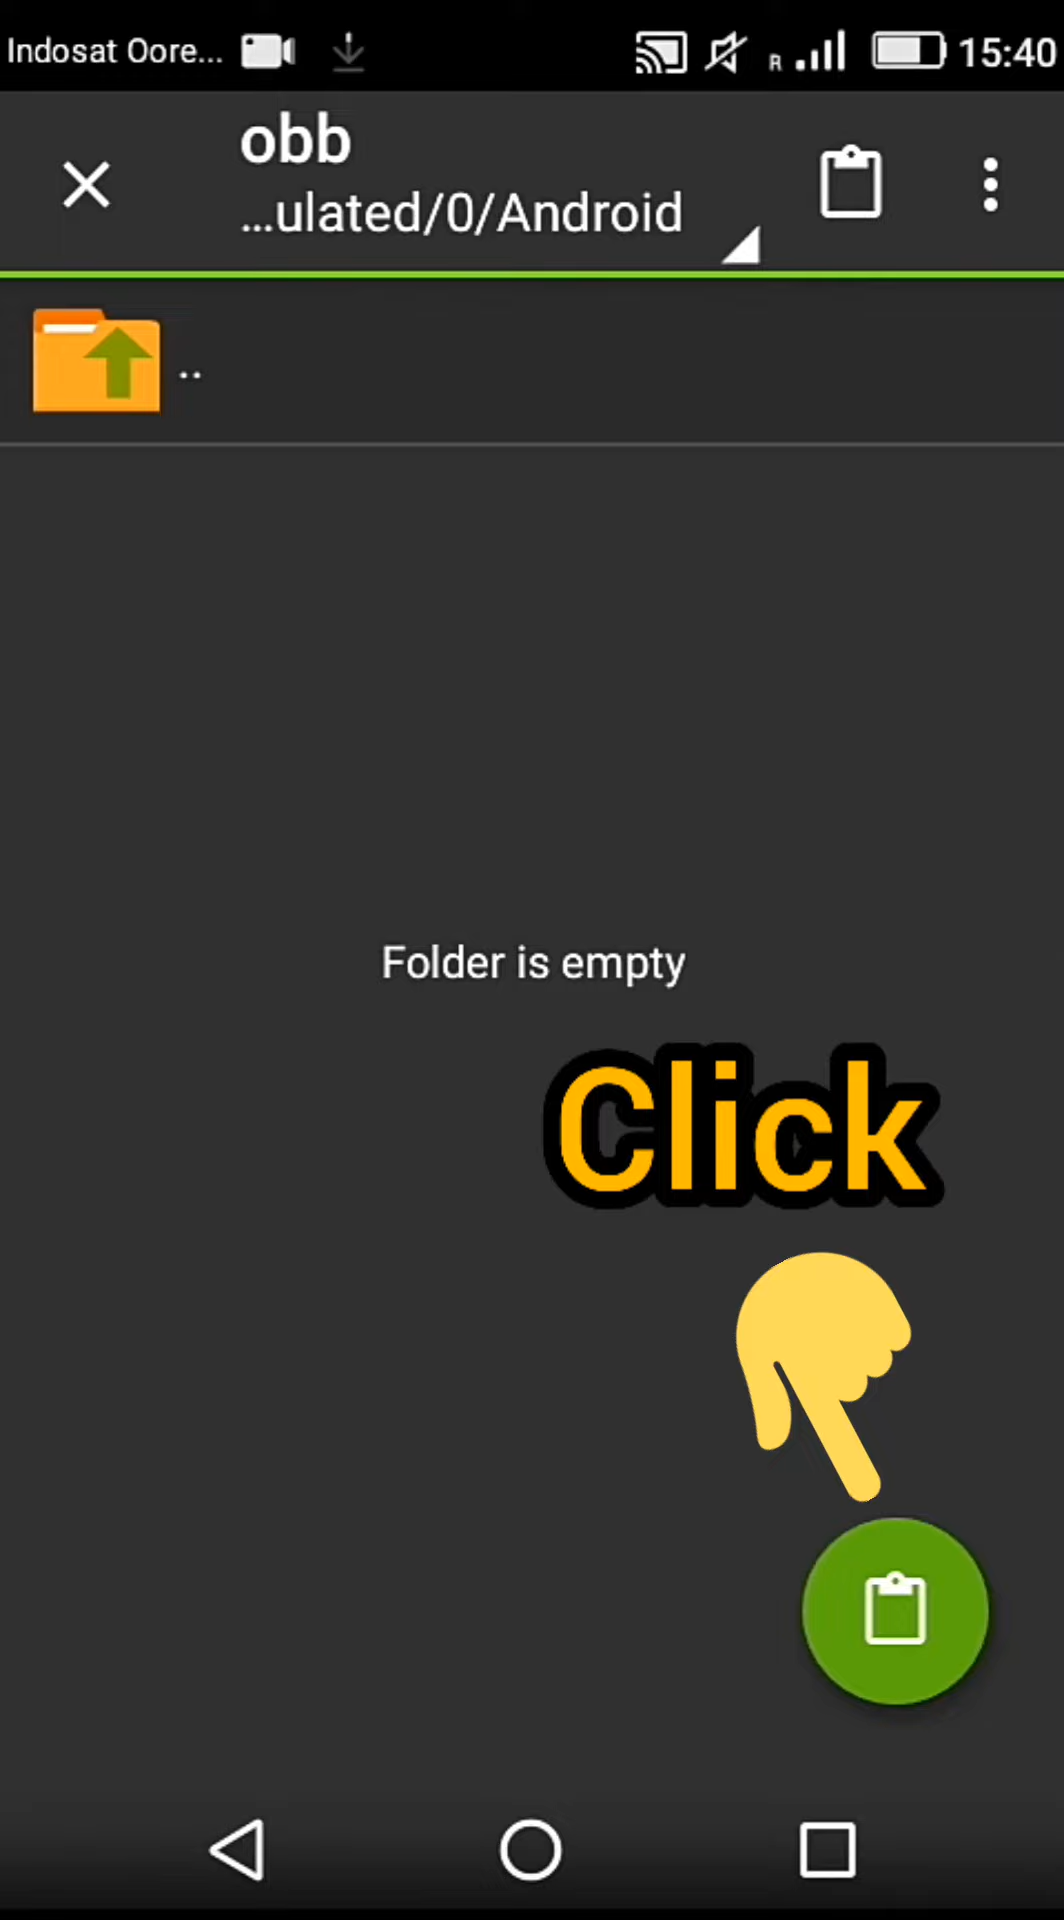 Indosat Oore... R 15:40
obb
...ulated/0/Android
..
Folder is empty
Click